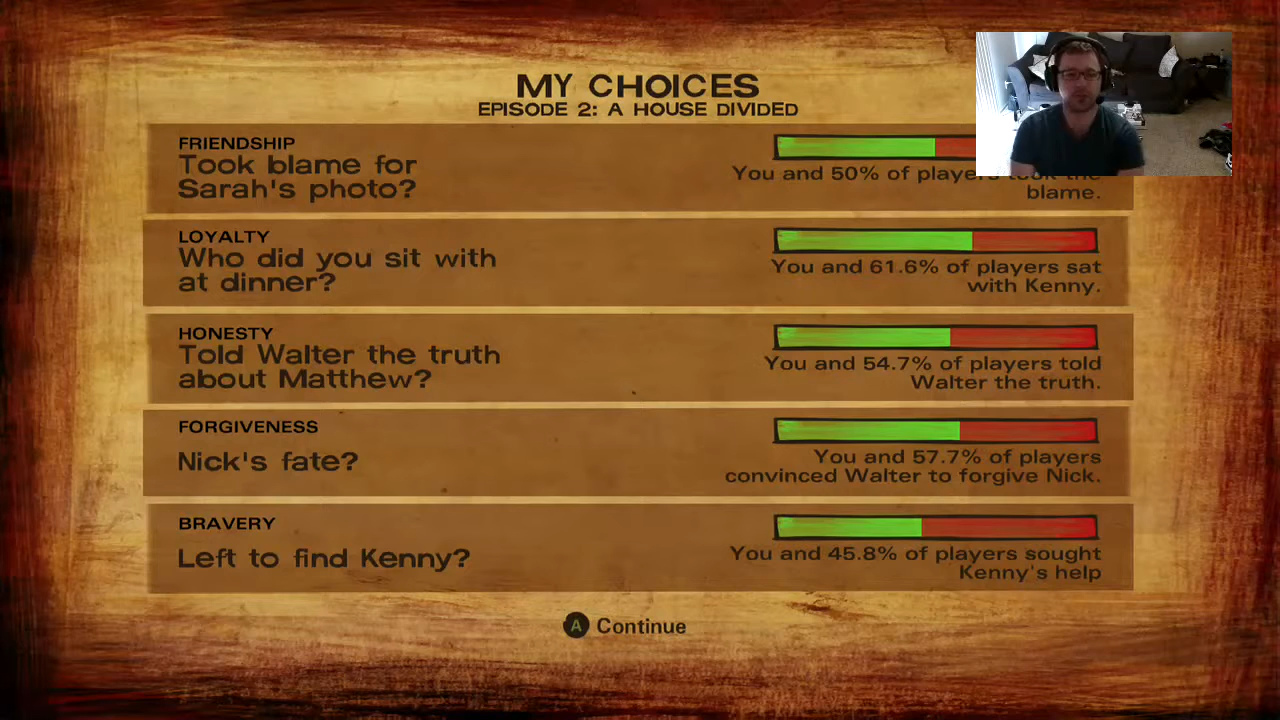 MY CHOICES
EPISODE 2: A HOUSE DIVIDED
FRIENDSHIP
Took blame for
Sarah's photo?
You and 50% of players took the
blame.
LOYALTY
Who did you sit with
at dinner?
You and 61.6% of players sat
with Kenny.
HONESTY
Told Walter the truth
about Matthew?
You and 54.7% of players told
Walter the truth.
FORGIVENESS
Nick's fate?
You and 57.7% of players
convinced Walter to forgive Nick.
BRAVERY
Left to find Kenny?
You and 45.8% of players sought
Kenny's help
A Continue